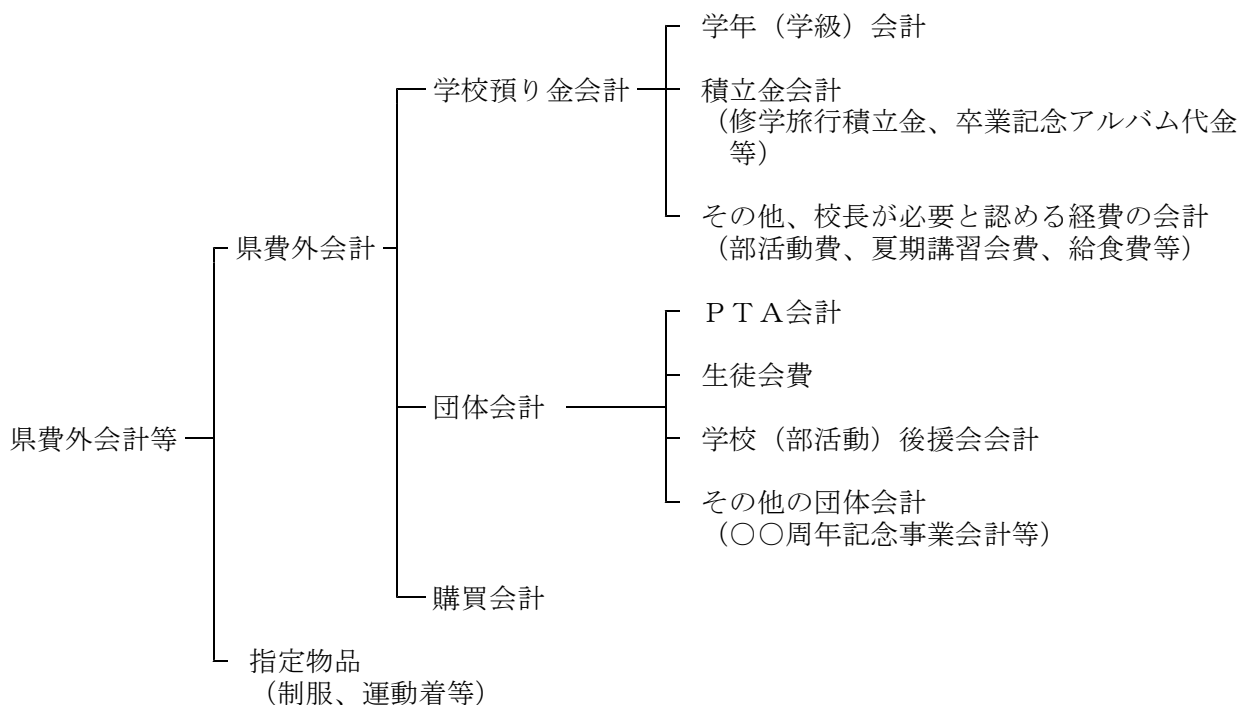 学年（学級）会計
学校預り金会計
積立金会計
（修学旅行積立金、卒業記念アルバム代金
等）
その他、校長が必要と認める経費の会計
（部活動費、夏期講習会費、給食費等）
県費外会計
ＰＴＡ会計
生徒会費
団体会計
県費外会計等
学校（部活動）後援会会計
その他の団体会計
（○○周年記念事業会計等）
購買会計
指定物品
（制服、運動着等）